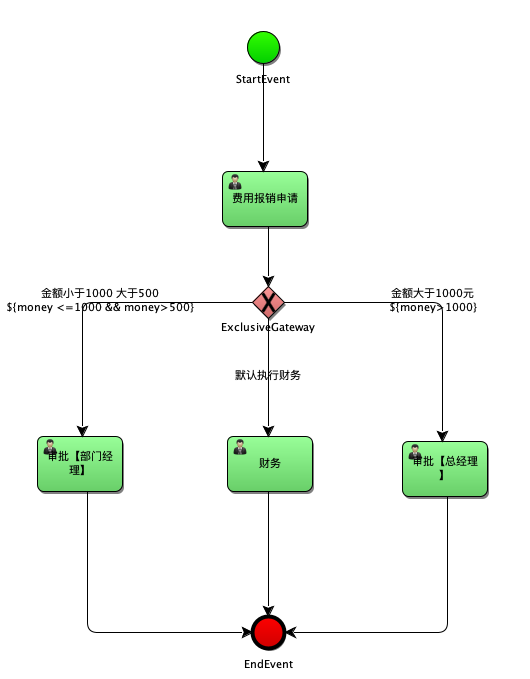 StartEvent
费用报销申请
金额小于1000 大于500
${money <=1000 && money>500}
金额大于1000元
${money>1000}
ExclusiveGateway
默认执行财务
审批【部门经
理】
财务
审批【总经理
】
EndEvent